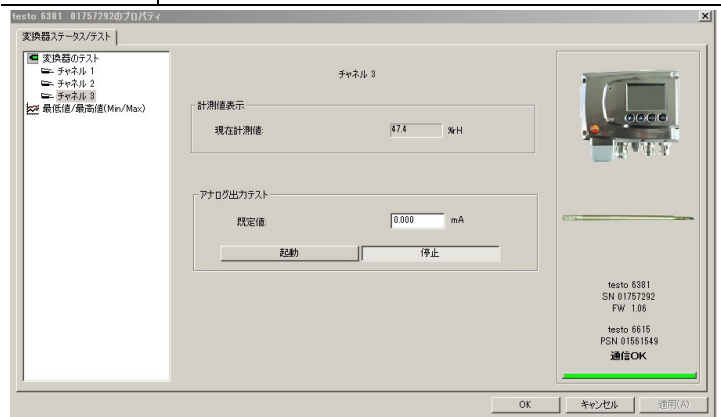 testo 6381 01757292のプロパティ
変換器ステータス/テスト
変換器のテスト
チャネル 1
チャネル 2
チャネル 3
最低値/最高値(Min/Max)
チャネル 3
計測値表示
現在計測値: 47.4 %rH
アナログ出力テスト
既定値: 0.000 mA
起動 停止
testo 6381
SN 01757292
FW 1.06
testo 6615
PSN 01561549
通信OK
OK キャンセル 適用(A)